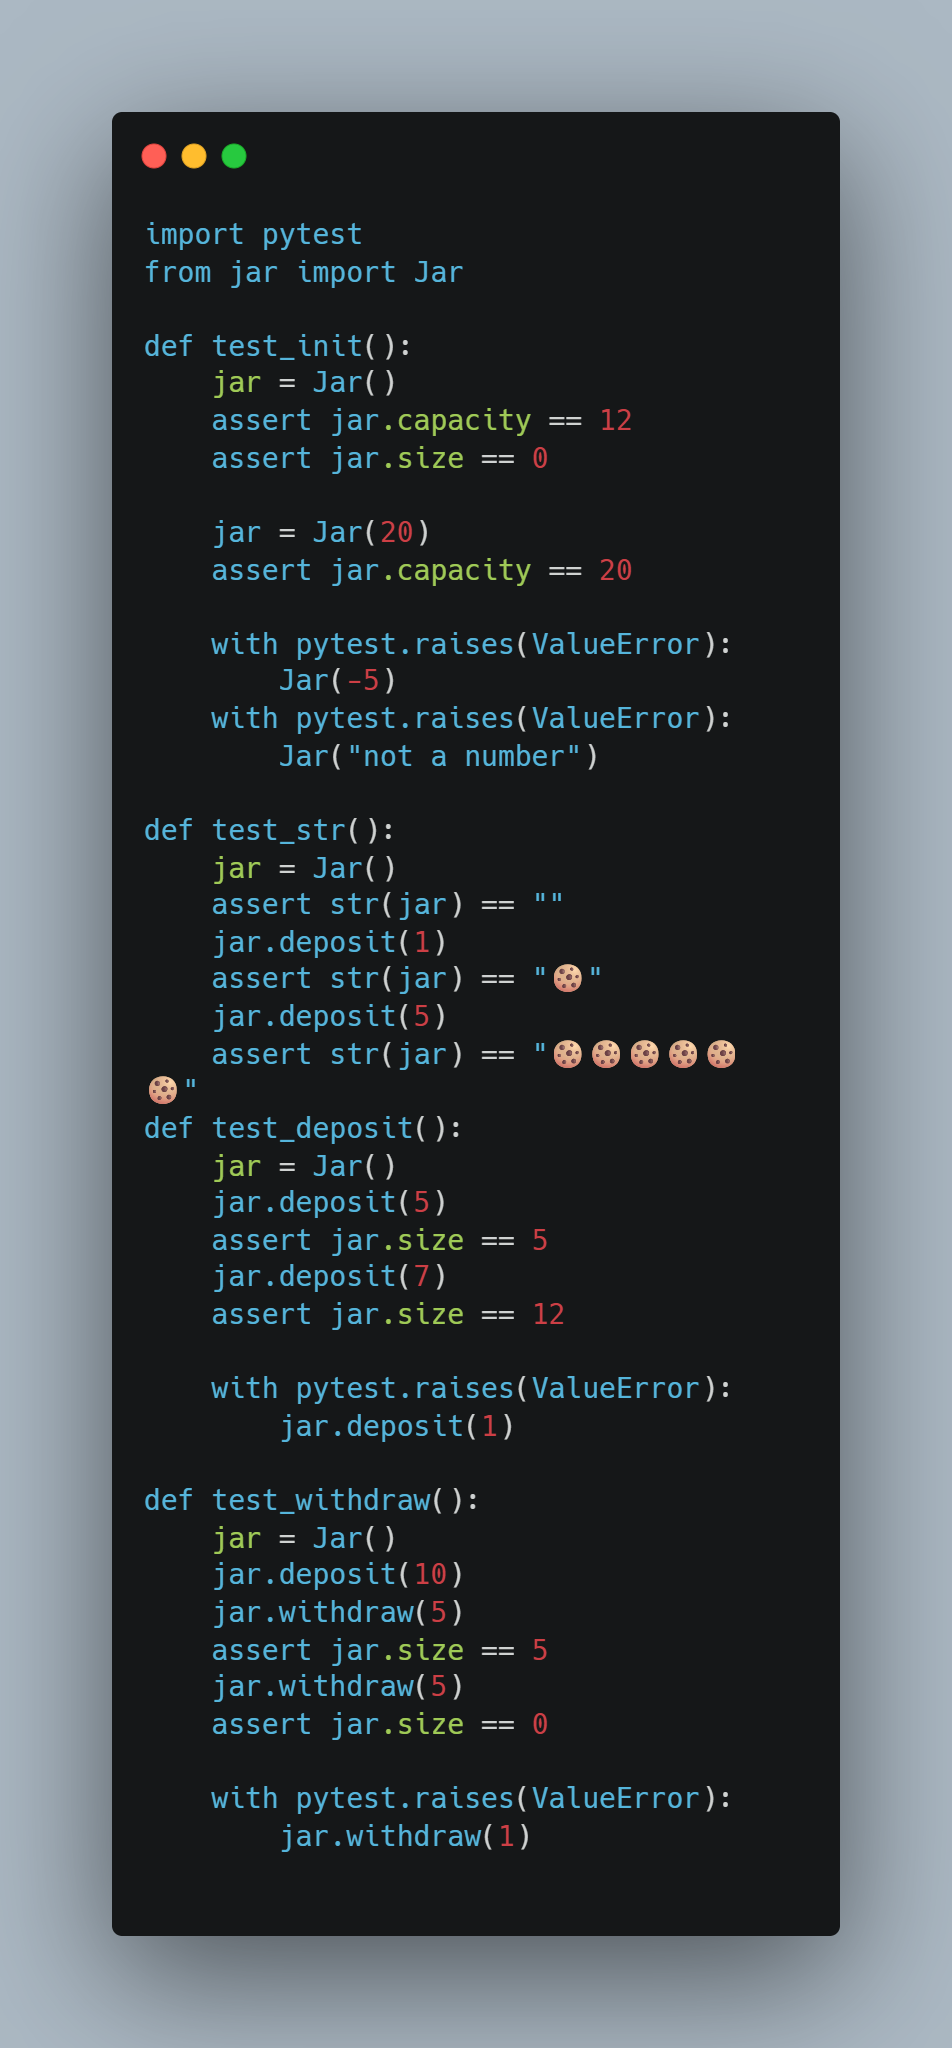 import pytest
from jar import Jar

def test_init():
    jar = Jar()
    assert jar.capacity == 12
    assert jar.size == 0

    jar = Jar(20)
    assert jar.capacity == 20

    with pytest.raises(ValueError):
        Jar(-5)
    with pytest.raises(ValueError):
        Jar("not a number")

def test_str():
    jar = Jar()
    assert str(jar) == ""
    jar.deposit(1)
    assert str(jar) == "🍪"
    jar.deposit(5)
    assert str(jar) == "🍪🍪🍪🍪🍪
🍪"
def test_deposit():
    jar = Jar()
    jar.deposit(5)
    assert jar.size == 5
    jar.deposit(7)
    assert jar.size == 12

    with pytest.raises(ValueError):
        jar.deposit(1)

def test_withdraw():
    jar = Jar()
    jar.deposit(10)
    jar.withdraw(5)
    assert jar.size == 5
    jar.withdraw(5)
    assert jar.size == 0

    with pytest.raises(ValueError):
        jar.withdraw(1)